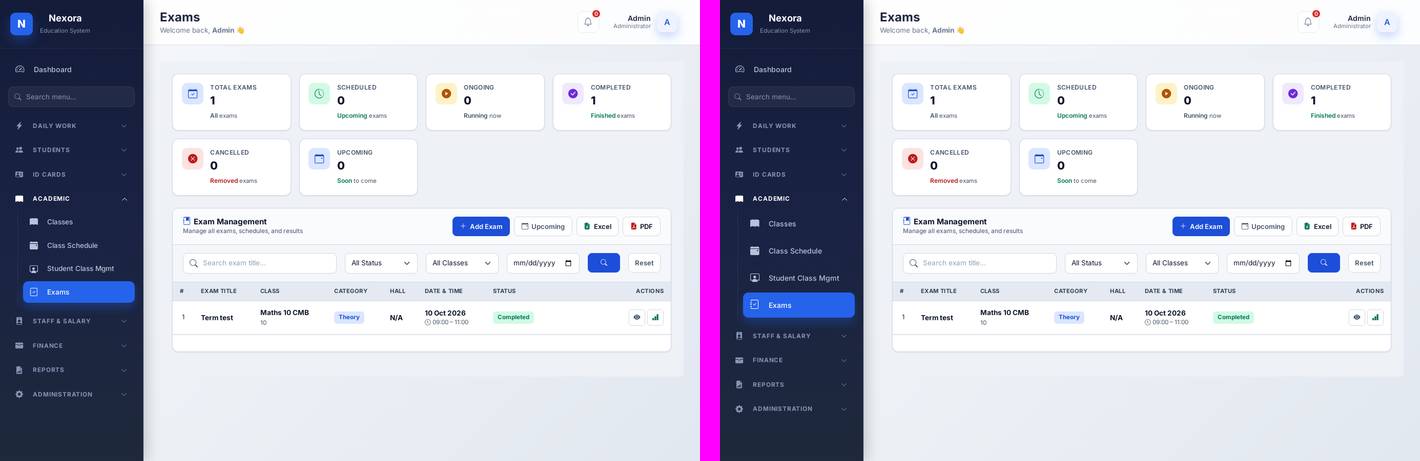 N
Nexora
Education System
Dashboard
Search menu...
DAILY WORK
STUDENTS
ID CARDS
ACADEMIC
Classes
Class Schedule
Student Class Mgmt
Exams
STAFF & SALARY
FINANCE
REPORTS
ADMINISTRATION
Exams
Welcome back, Admin 👋
0
Admin
Administrator
A
TOTAL EXAMS
1
All exams
SCHEDULED
0
Upcoming exams
ONGOING
0
Running now
COMPLETED
1
Finished exams
CANCELLED
0
Removed exams
UPCOMING
0
Soon to come
Exam Management
Manage all exams, schedules, and results
+ Add Exam
Upcoming
Excel
PDF
Search exam title...
All Status
All Classes
mm/dd/yyyy
Reset
# EXAM TITLE CLASS CATEGORY HALL DATE & TIME STATUS ACTIONS
1 Term test Maths 10 CMB Theory N/A 10 Oct 2026 Completed
10 09:00 – 11:00
N
Nexora
Education System
Dashboard
Search menu...
DAILY WORK
STUDENTS
ID CARDS
ACADEMIC
Classes
Class Schedule
Student Class Mgmt
Exams
STAFF & SALARY
FINANCE
REPORTS
ADMINISTRATION
Exams
Welcome back, Admin 👋
0
Admin
Administrator
A
TOTAL EXAMS
1
All exams
SCHEDULED
0
Upcoming exams
ONGOING
0
Running now
COMPLETED
1
Finished exams
CANCELLED
0
Removed exams
UPCOMING
0
Soon to come
Exam Management
Manage all exams, schedules, and results
+ Add Exam
Upcoming
Excel
PDF
Search exam title...
All Status
All Classes
mm/dd/yyyy
Reset
# EXAM TITLE CLASS CATEGORY HALL DATE & TIME STATUS ACTIONS
1 Term test Maths 10 CMB Theory N/A 10 Oct 2026 Completed
10 09:00 – 11:00